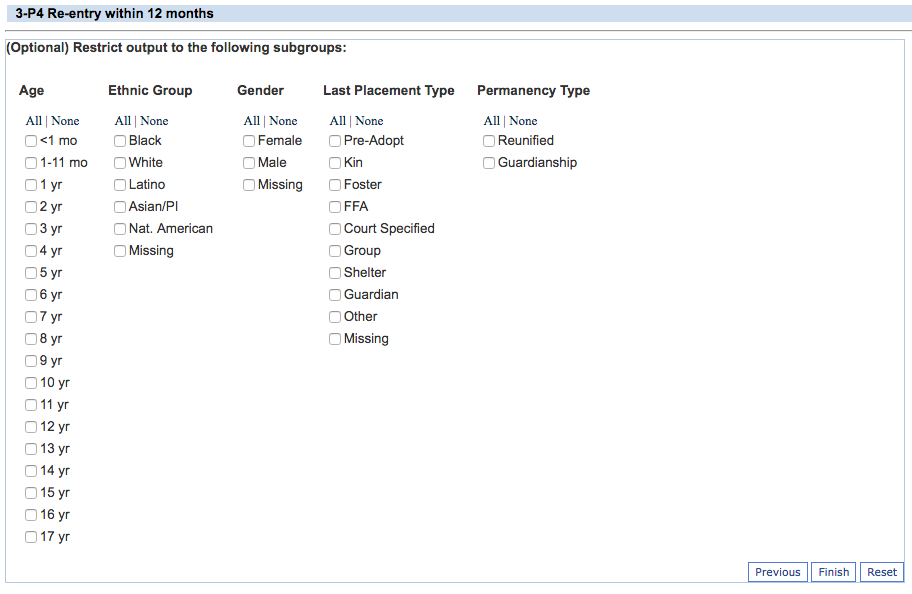 3-P4 Re-entry within 12 months
(Optional) Restrict output to the following subgroups:
Age Ethnic Group Gender Last Placement Type Permanency Type
All | None All | None All | None All | None All | None
<1 mo Black Female Pre-Adopt Reunified
1-11 mo White Male Kin Guardianship
1 yr Latino Missing Foster
2 yr Asian/PI FFA
3 yr Nat. American Court Specified
4 yr Missing Group
5 yr Shelter
6 yr Guardian
7 yr Other
8 yr Missing
9 yr
10 yr
11 yr
12 yr
13 yr
14 yr
15 yr
16 yr
17 yr
Previous Finish Reset